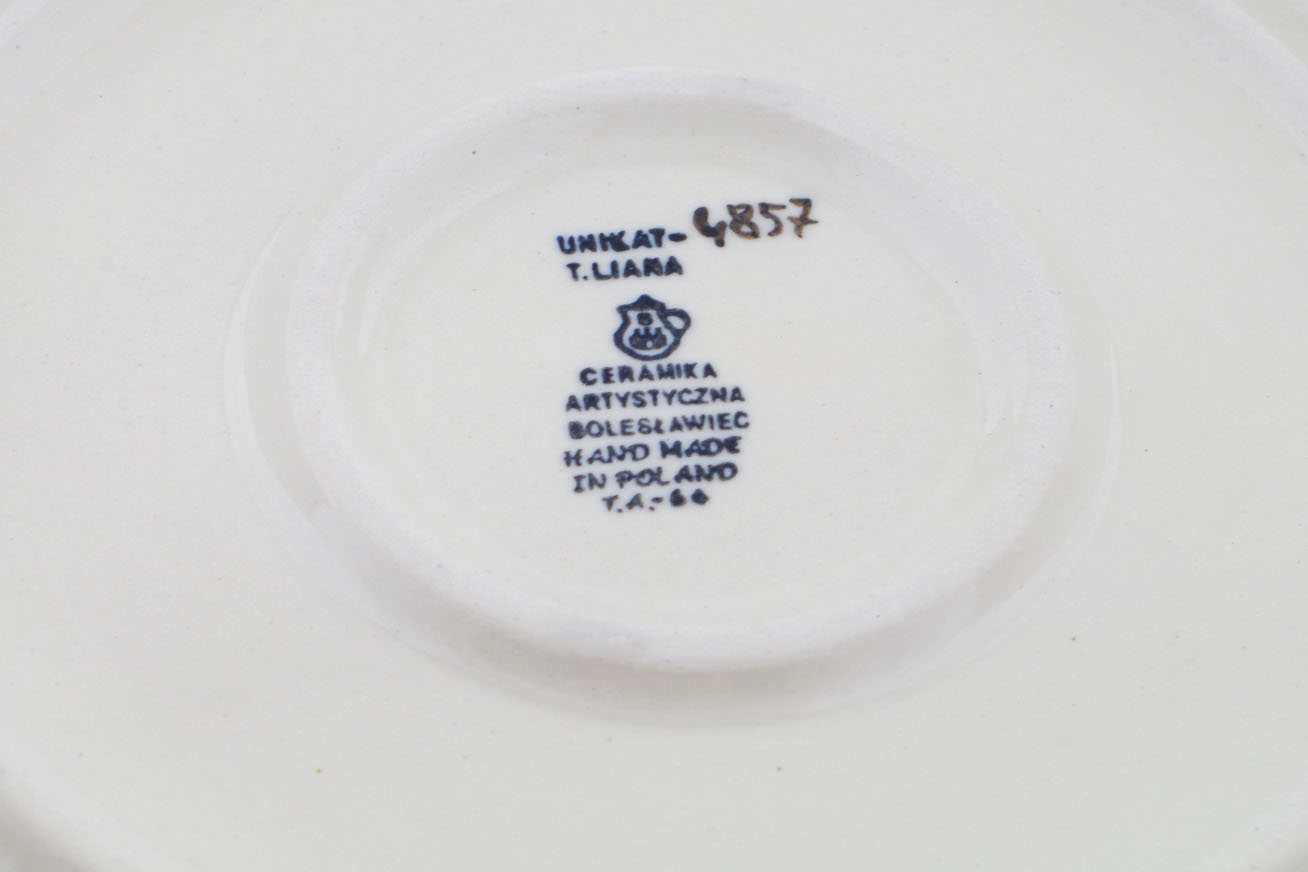 UNIKAT- 4857
T. LIANA
B
CERAMIKA
ARTYSTYCZNA
BOLESŁAWIEC
HAND MADE
IN POLAND
T.A.-66